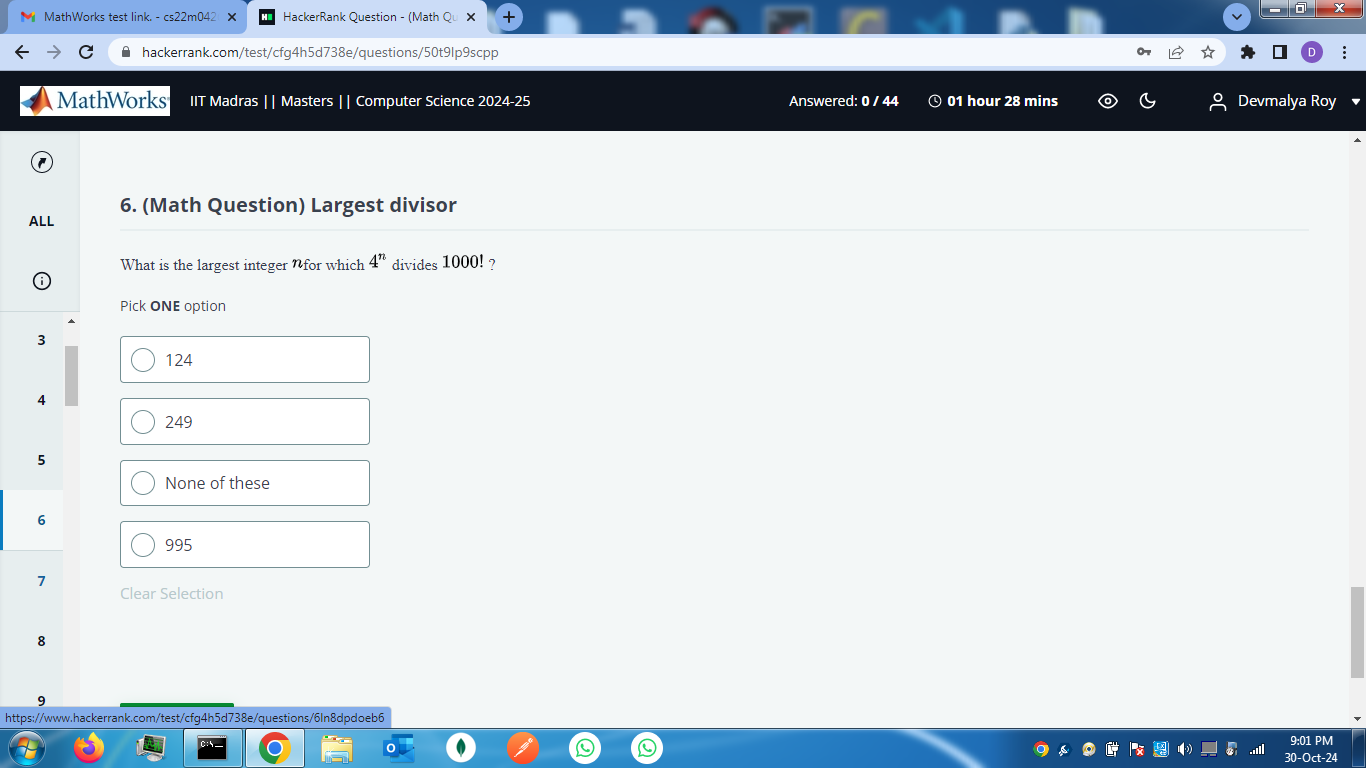 MathWorks test link. - cs22m042
HackerRank Question - (Math Qu
hackerrank.com/test/cfg4h5d738e/questions/50t9lp9scpp
D
MathWorks
IIT Madras || Masters || Computer Science 2024-25
Answered: 0 / 44
01 hour 28 mins
Devmalya Roy
ALL
3
4
5
6
7
8
9
6. (Math Question) Largest divisor
What is the largest integer n for which 4ⁿ divides 1000! ?
Pick ONE option
124
249
None of these
995
Clear Selection
https://www.hackerrank.com/test/cfg4h5d738e/questions/6ln8dpdoeb6
9:01 PM
30-Oct-24